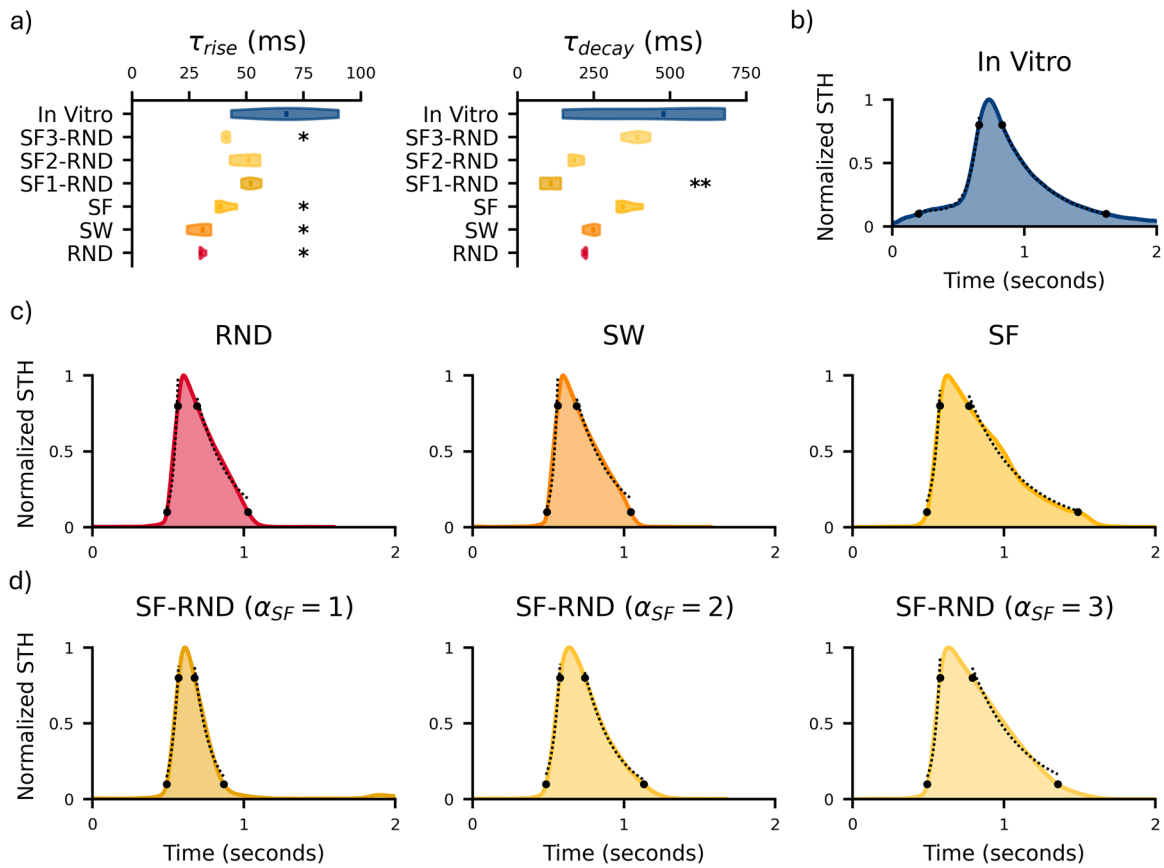 a)
τrise (ms)
0 25 50 75 100
In Vitro
SF3-RND *
SF2-RND
SF1-RND
SF *
SW *
RND *
τdecay (ms)
0 250 500 750
In Vitro
SF3-RND
SF2-RND
SF1-RND **
SF
SW
RND
b)
In Vitro
Normalized STH
1
0.5
0
0 1 2
Time (seconds)
c)
RND
Normalized STH
1
0.5
0
0 1 2
SW
1
0.5
0
0 1 2
SF
1
0.5
0
0 1 2
d)
SF-RND (αSF = 1)
Normalized STH
1
0.5
0
0 1 2
Time (seconds)
SF-RND (αSF = 2)
1
0.5
0
0 1 2
Time (seconds)
SF-RND (αSF = 3)
1
0.5
0
0 1 2
Time (seconds)